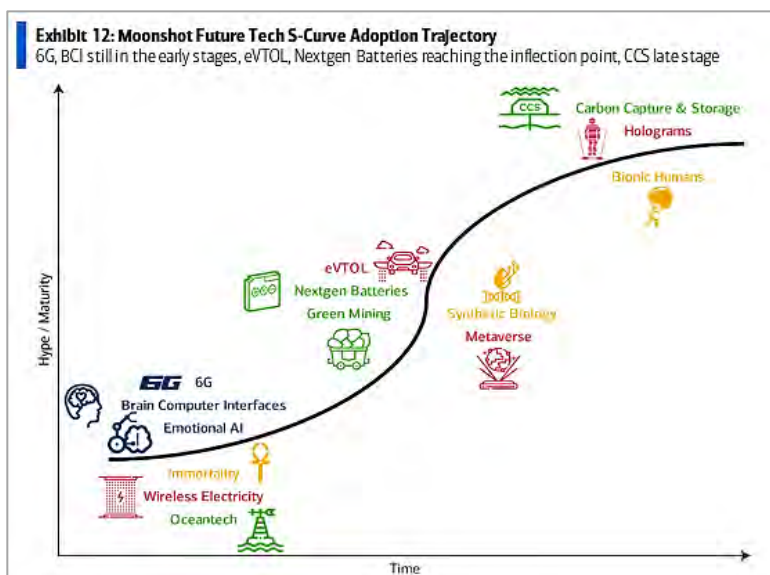 Exhibit 12: Moonshot Future Tech S-Curve Adoption Trajectory
6G, BCI still in the early stages, eVTOL, Nextgen Batteries reaching the inflection point, CCS late stage
CCS
Carbon Capture & Storage
Holograms
Bionic Humans
eVTOL
Nextgen Batteries
Green Mining
Synthetic Biology
Metaverse
Hype / Maturity
6G 6G
Brain Computer Interfaces
Emotional AI
Immortality
Wireless Electricity
Oceantech
Time